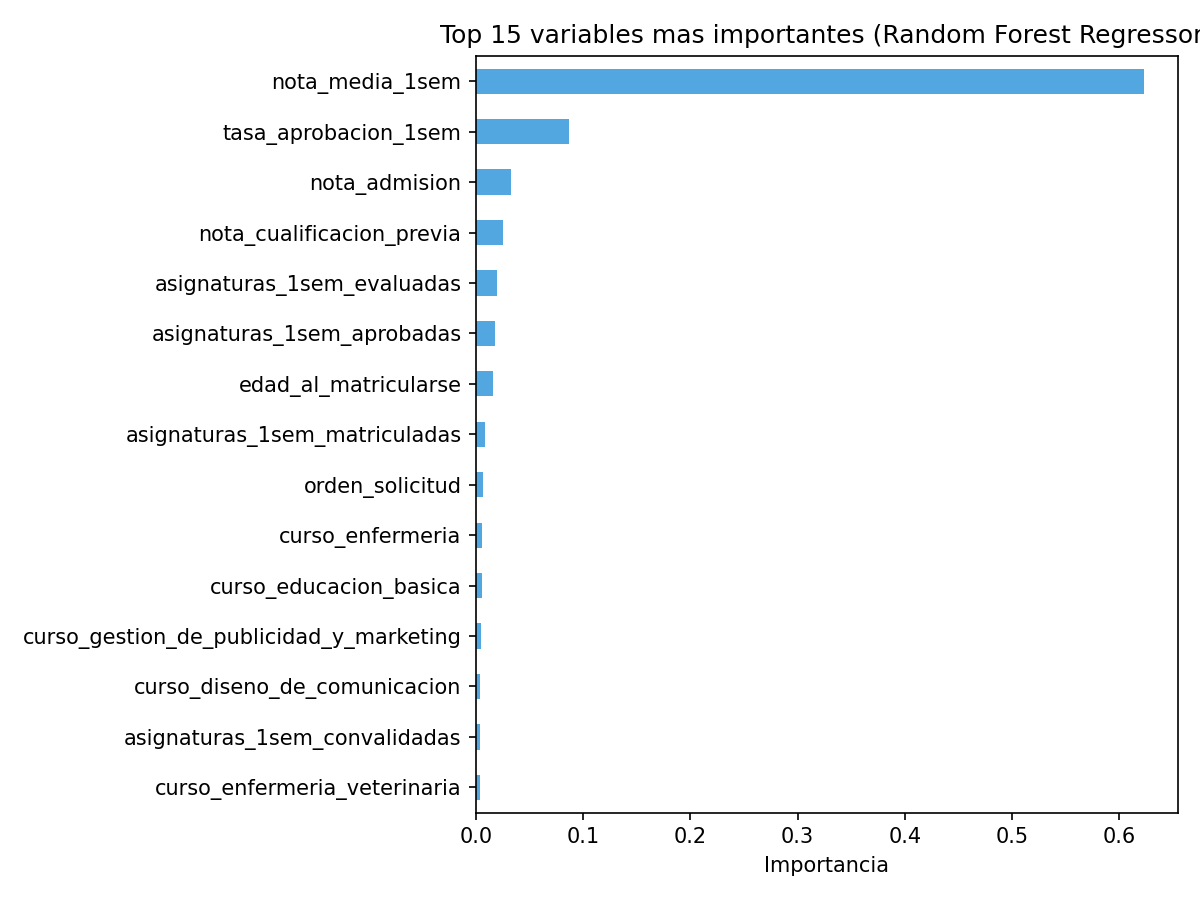 Top 15 variables mas importantes (Random Forest Regressor
nota_media_1sem
tasa_aprobacion_1sem
nota_admision
nota_cualificacion_previa
asignaturas_1sem_evaluadas
asignaturas_1sem_aprobadas
edad_al_matricularse
asignaturas_1sem_matriculadas
orden_solicitud
curso_enfermeria
curso_educacion_basica
curso_gestion_de_publicidad_y_marketing
curso_diseno_de_comunicacion
asignaturas_1sem_convalidadas
curso_enfermeria_veterinaria
0.0 0.1 0.2 0.3 0.4 0.5 0.6
Importancia